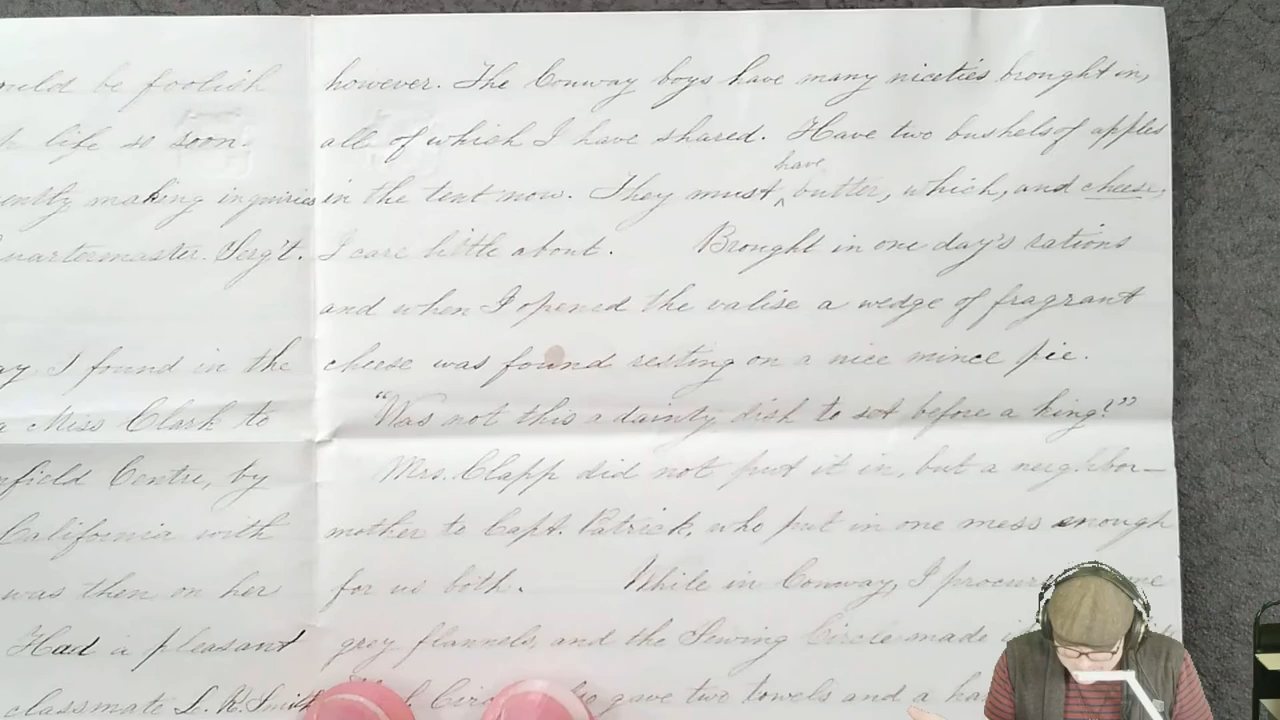 be foolish
life so soon.
making inquiries
Quartermaster. Serg't.
I found in the
Miss Clark to
Centre, by
California with
was then on her
Had a pleasant
classmate L. K. Smith
however. The Conway boys have many niceties brought in,
all of which I have shared. Have two bushels of apples
in the tent now. They must have butter, which, and cheese,
I care little about. Brought in one day's rations
and when I opened the valise a wedge of fragrant
cheese was found resting on a nice mince pie.
"Was not this a dainty dish to set before a king?"
Mrs. Clapp did not put it in, but a neighbor—
mother to Capt. Patrick, who put in one mess enough
for us both. While in Conway, I
grey flannels, and the Sewing Circle made
gave two towels and a